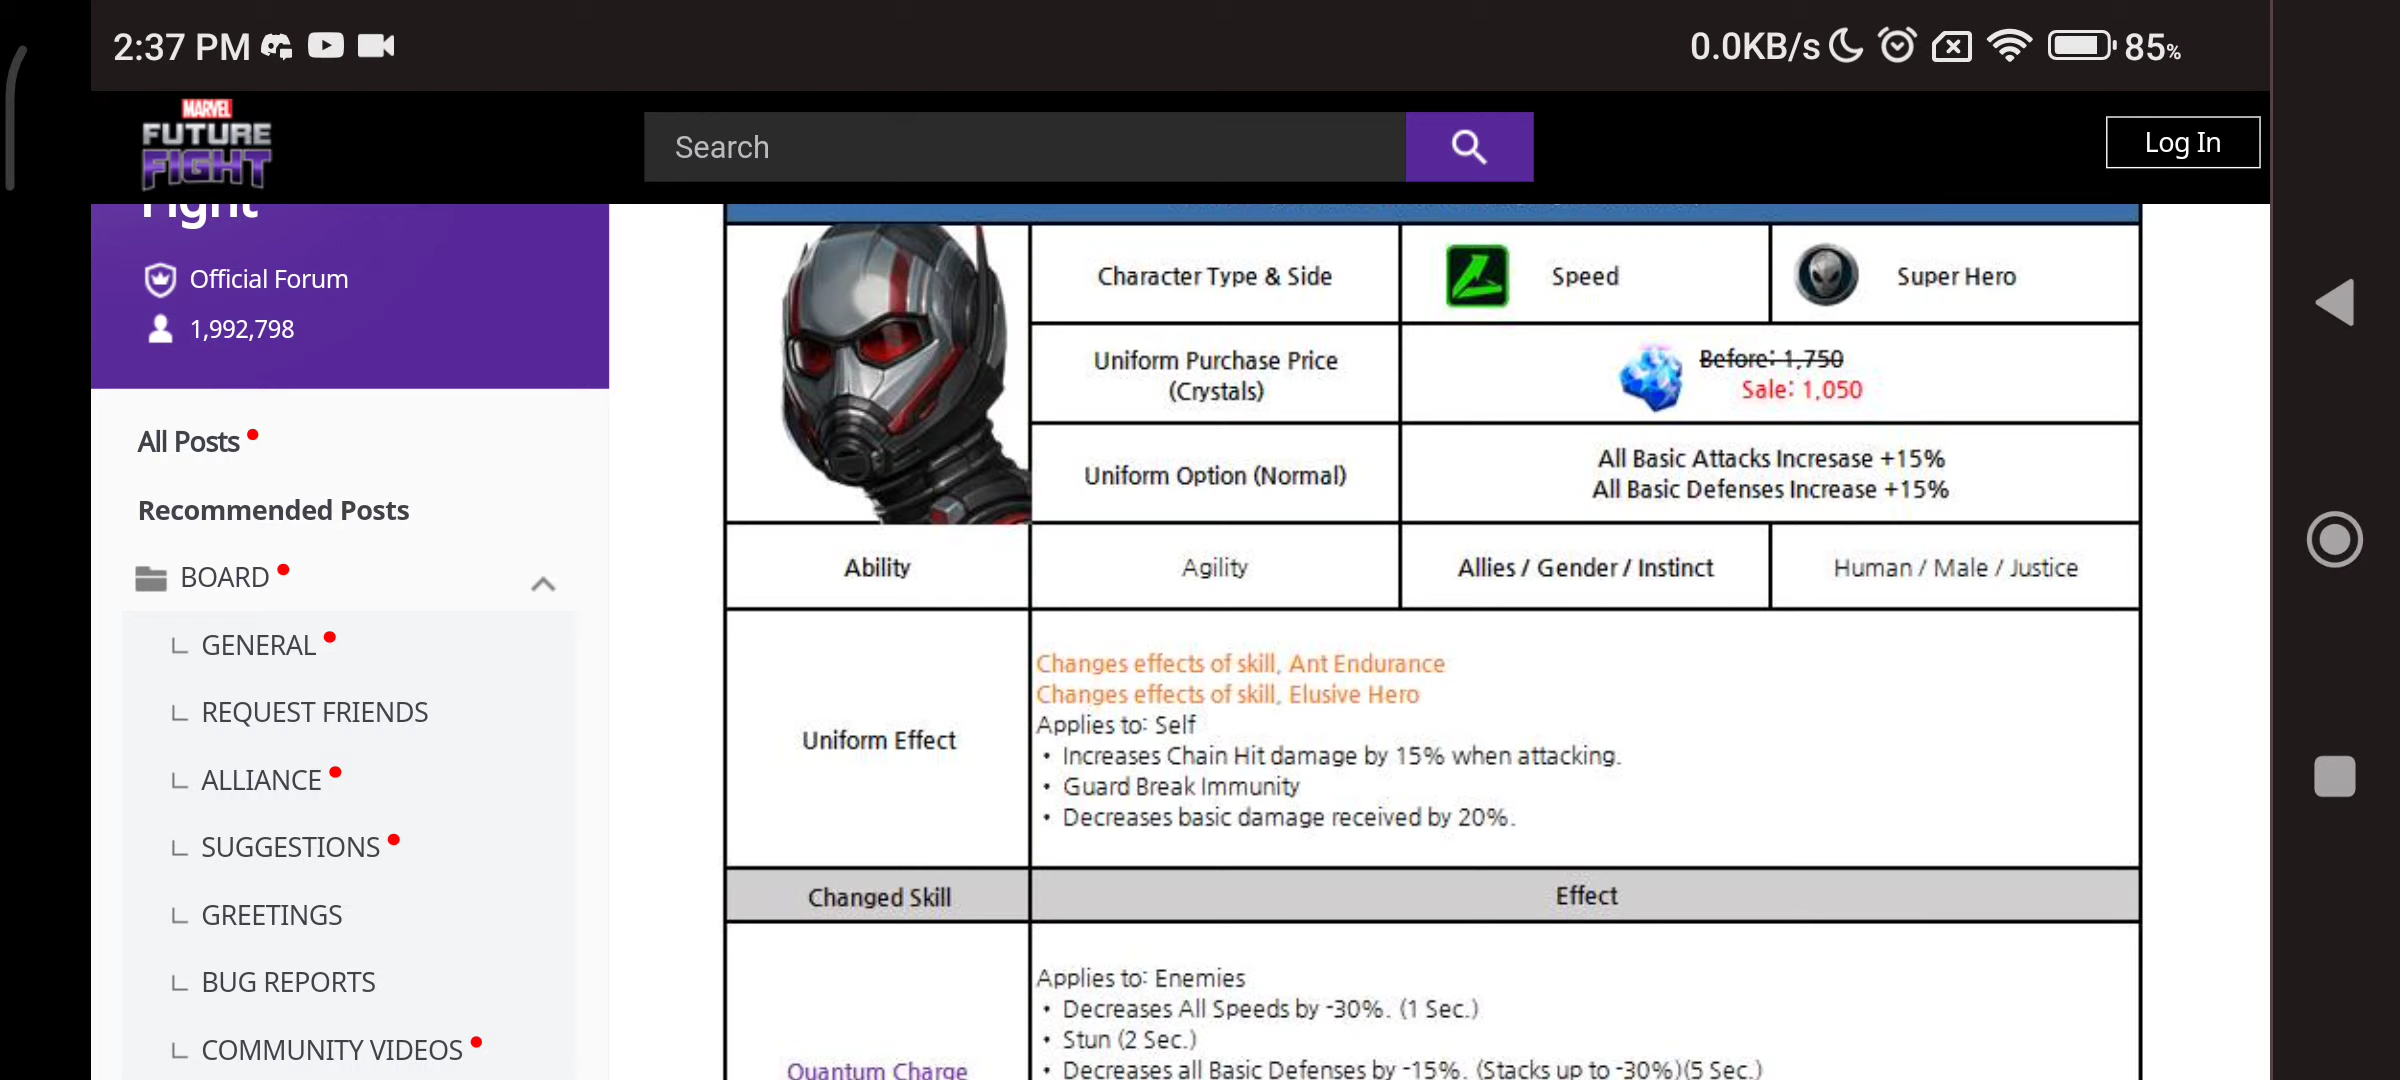 2:37 PM
0.0KB/s
85%
MARVEL
FUTURE
FIGHT
Search
Log In
Fight
Official Forum
1,992,798
All Posts
Recommended Posts
BOARD
GENERAL
REQUEST FRIENDS
ALLIANCE
SUGGESTIONS
GREETINGS
BUG REPORTS
COMMUNITY VIDEOS
Character Type & Side
Speed
Super Hero
Uniform Purchase Price
(Crystals)
Before: 1,750
Sale: 1,050
Uniform Option (Normal)
All Basic Attacks Incresase +15%
All Basic Defenses Increase +15%
Ability
Agility
Allies / Gender / Instinct
Human / Male / Justice
Uniform Effect
Changes effects of skill, Ant Endurance
Changes effects of skill, Elusive Hero
Applies to: Self
• Increases Chain Hit damage by 15% when attacking.
• Guard Break Immunity
• Decreases basic damage received by 20%.
Changed Skill
Effect
Quantum Charge
Applies to: Enemies
• Decreases All Speeds by -30%. (1 Sec.)
• Stun (2 Sec.)
• Decreases all Basic Defenses by -15%. (Stacks up to -30%)(5 Sec.)